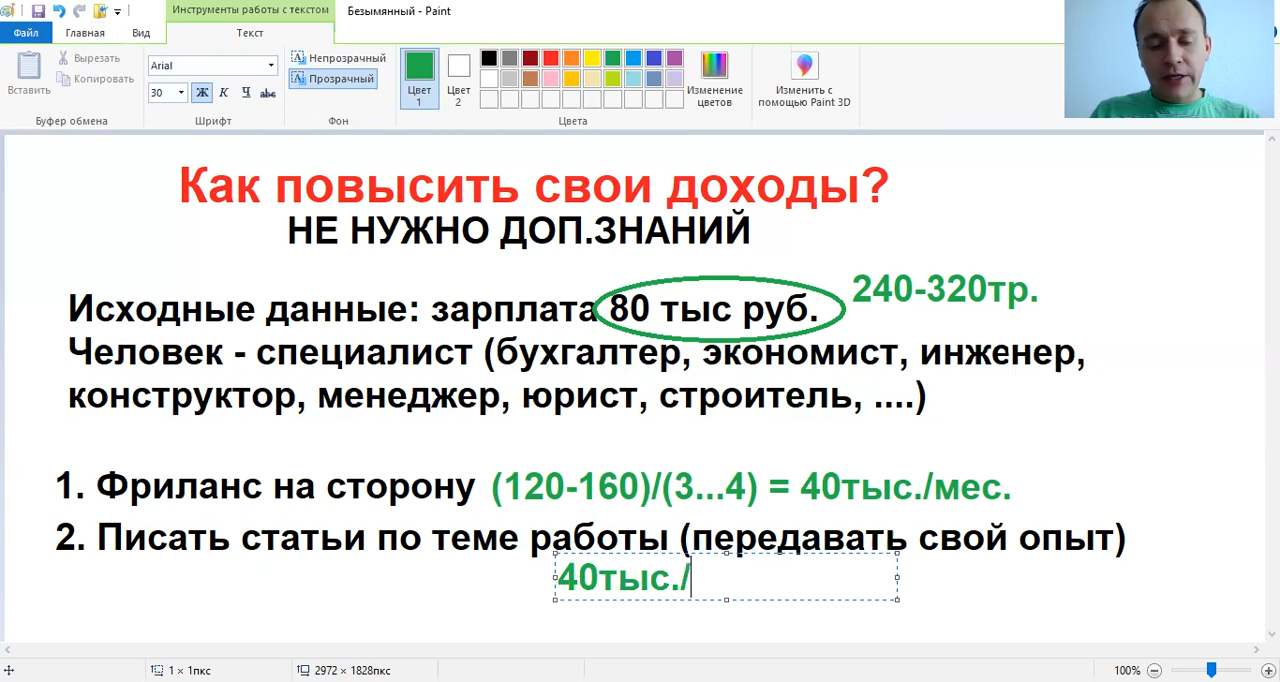 Инструменты работы с текстом
Безымянный - Paint
Файл
Главная
Вид
Текст
Вставить
Вырезать
Копировать
Буфер обмена
Arial
30
Ж К Ч abc
Шрифт
Непрозрачный
Прозрачный
Фон
Цвет 1
Цвет 2
Изменение цветов
Цвета
Изменить с помощью Paint 3D
Как повысить свои доходы?
НЕ НУЖНО ДОП.ЗНАНИЙ
240-320тр.
Исходные данные: зарплата 80 тыс руб.
Человек - специалист (бухгалтер, экономист, инженер,
конструктор, менеджер, юрист, строитель, ....)
1. Фриланс на сторону (120-160)/(3...4) = 40тыс./мес.
2. Писать статьи по теме работы (передавать свой опыт)
40тыс./
1 × 1пкс
2972 × 1828пкс
100%